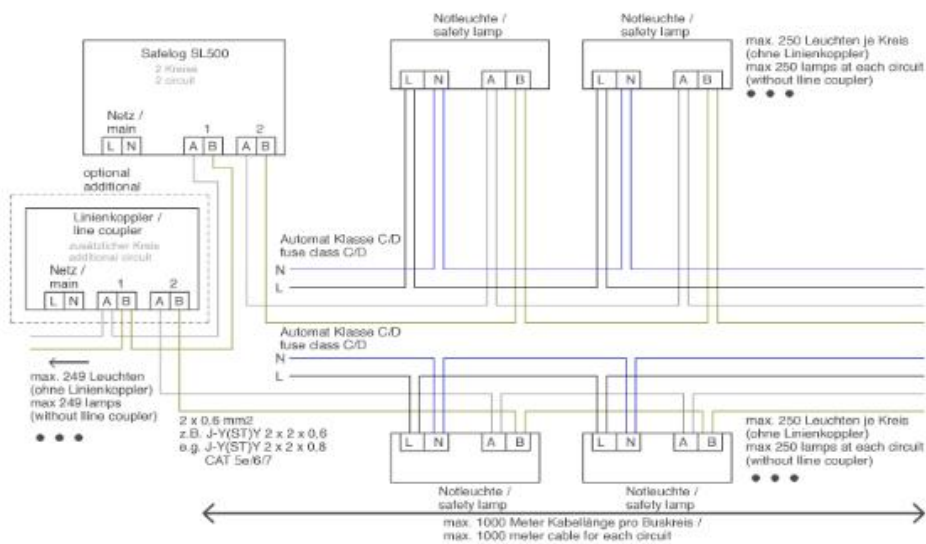 Safelog SL500
2 Kreise
2 circuit
Netz /
main
1
2
L N
A B
A B
optional
additional
Linienkoppler /
line coupler
zusätzlicher Kreis
additional circuit
Netz /
main
1
2
L N
A B
A B
max. 249 Leuchten
(ohne Linienkoppler)
max 249 lamps
(without lline coupler)
2 x 0,6 mm2
z.B. J-Y(ST)Y 2 x 2 x 0,6
e.g. J-Y(ST)Y 2 x 2 x 0,8
CAT 5e/6/7
Notleuchte /
safety lamp
L N A B
Notleuchte /
safety lamp
L N A B
max. 250 Leuchten je Kreis
(ohne Linienkoppler)
max 250 lamps at each circuit
(without lline coupler)
Automat Klasse C/D
fuse class C/D
N
L
Automat Klasse C/D
fuse class C/D
N
L
L N A B
Notleuchte /
safety lamp
L N A B
Notleuchte /
safety lamp
max. 250 Leuchten je Kreis
(ohne Linienkoppler)
max 250 lamps at each circuit
(without lline coupler)
max. 1000 Meter Kabellänge pro Buskreis /
max. 1000 meter cable for each circuit